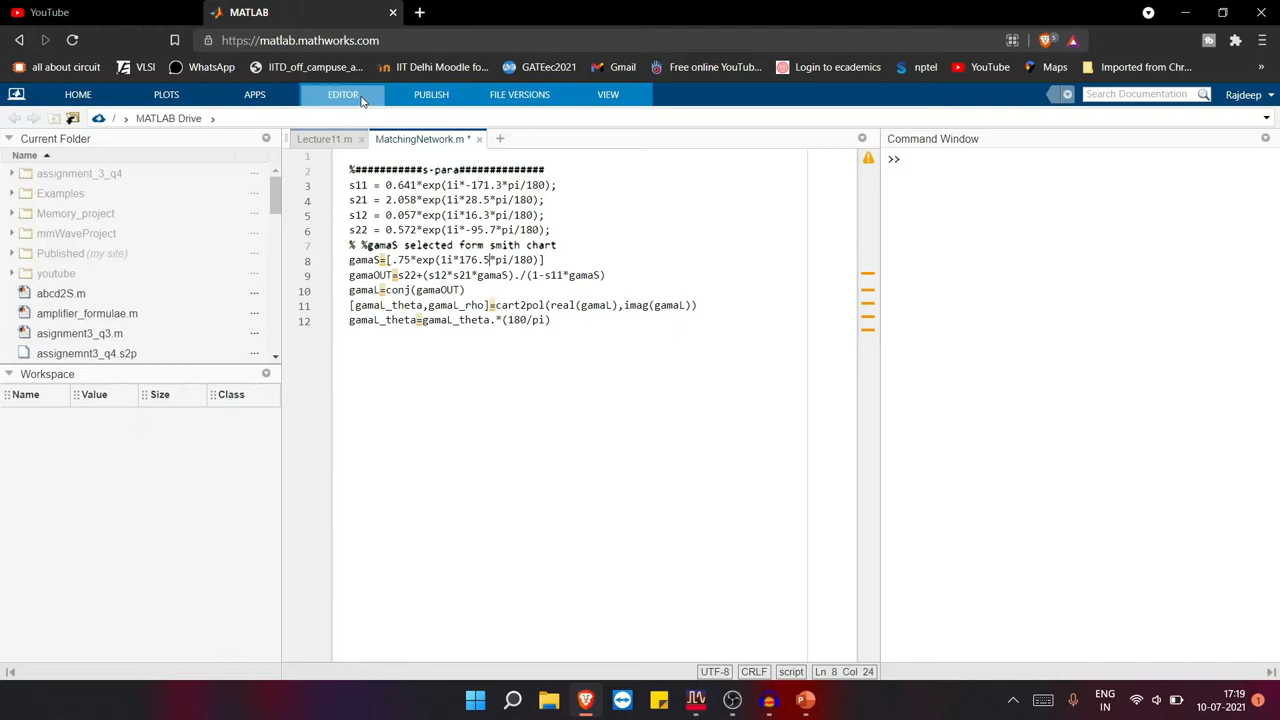 YouTube
MATLAB
https://matlab.mathworks.com
5
all about circuit
VLSI
WhatsApp
IITD_off_campuse_a...
IIT Delhi Moodle fo...
GATEec2021
Gmail
Free online YouTub...
Login to ecademics
nptel
YouTube
Maps
Imported from Chr...
HOME
PLOTS
APPS
EDITOR
PUBLISH
FILE VERSIONS
VIEW
Search Documentation
Rajdeep
/ MATLAB Drive
Current Folder
Name
assignment_3_q4
Examples
Memory_project
mmWaveProject
Published (my site)
youtube
abcd2S.m
amplifier_formulae.m
asignment3_q3.m
assignemnt3_q4.s2p
Workspace
Name Value Size Class
Lecture11.m
MatchingNetwork.m *
1
2 %###########s-para##############
3 s11 = 0.641*exp(1i*-171.3*pi/180);
4 s21 = 2.058*exp(1i*28.5*pi/180);
5 s12 = 0.057*exp(1i*16.3*pi/180);
6 s22 = 0.572*exp(1i*-95.7*pi/180);
7 % %gamaS selected form smith chart
8 gamaS=[.75*exp(1i*176.5*pi/180)]
9 gamaOUT=s22+(s12*s21*gamaS)./(1-s11*gamaS)
10 gamaL=conj(gamaOUT)
11 [gamaL_theta,gamaL_rho]=cart2pol(real(gamaL),imag(gamaL))
12 gamaL_theta=gamaL_theta.*(180/pi)
Command Window
>>
UTF-8 CRLF script Ln 8 Col 24
ENG
IN
17:19
10-07-2021
1